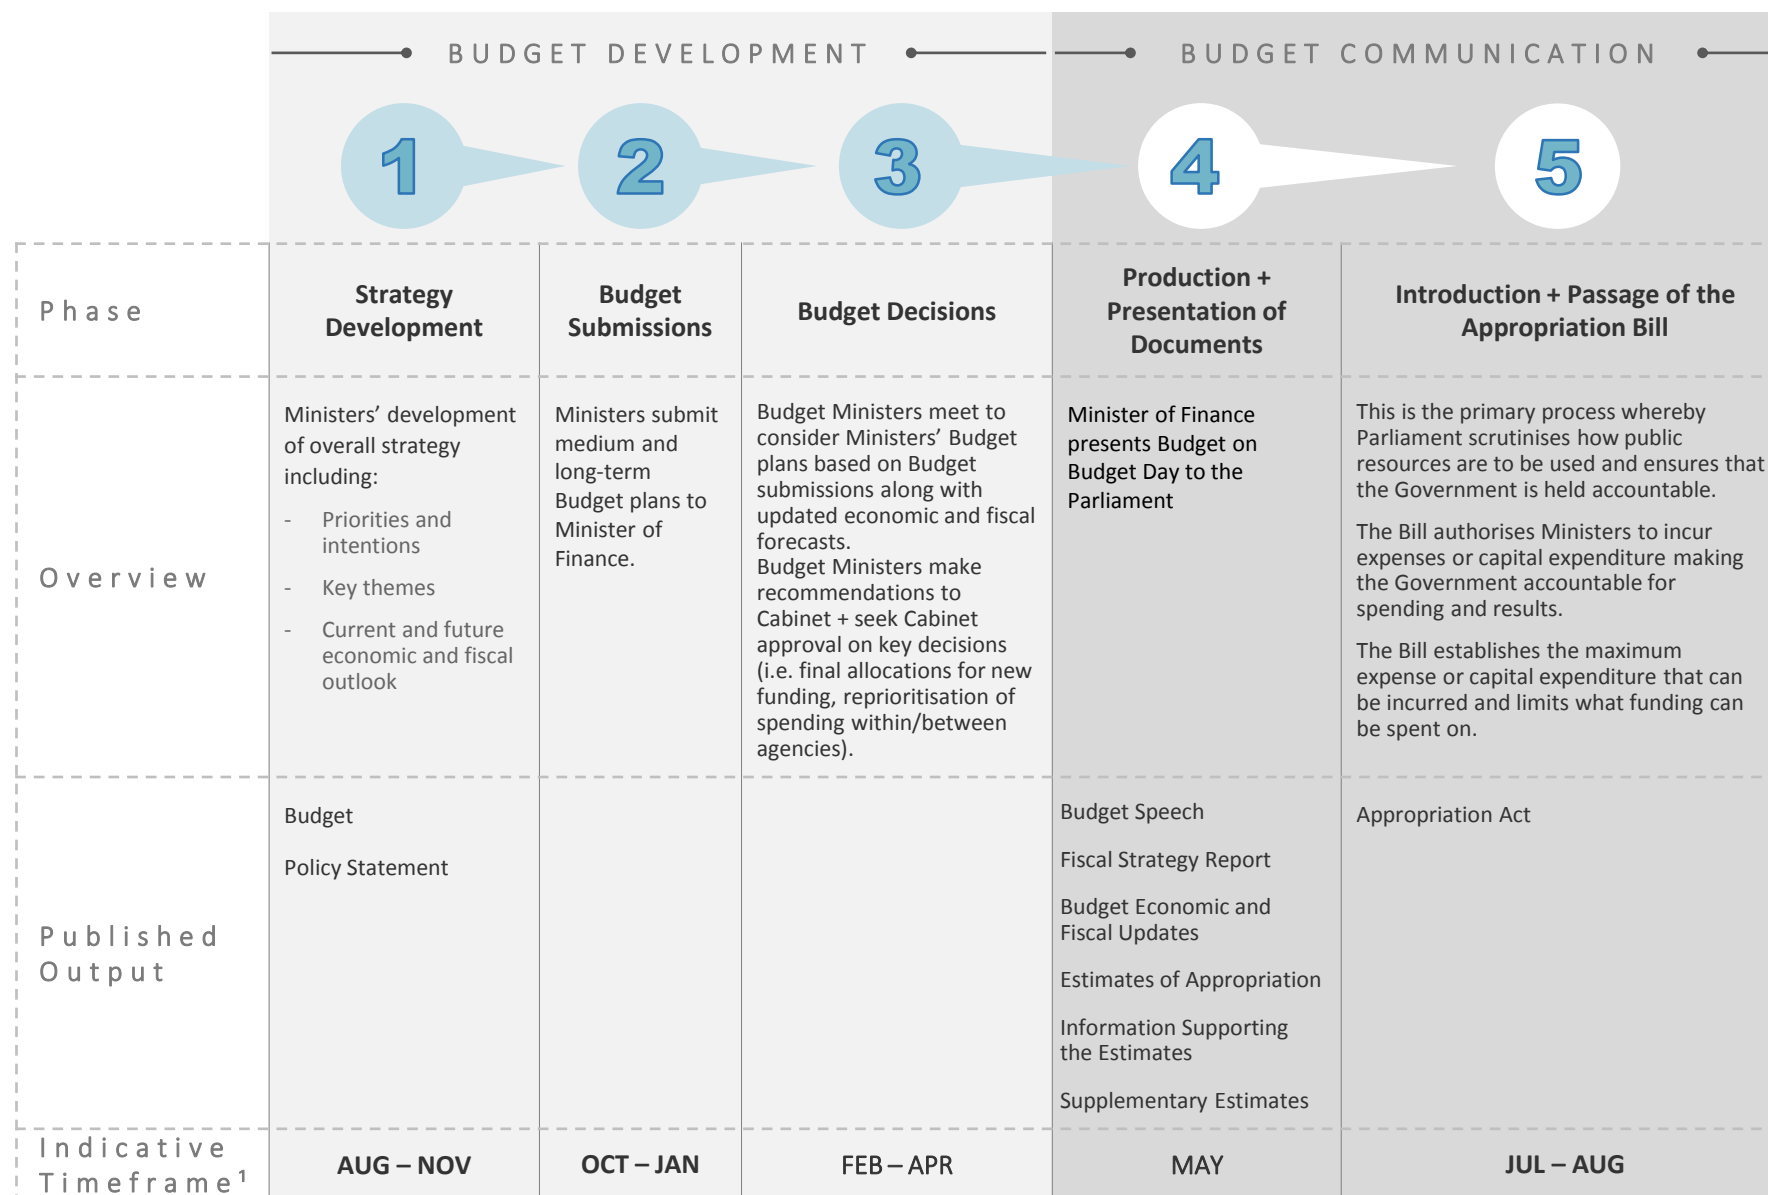 BUDGET DEVELOPMENT
BUDGET COMMUNICATION
1
2
3
4
5
Phase
Strategy
Development
Budget
Submissions
Budget Decisions
Production +
Presentation of
Documents
Introduction + Passage of the
Appropriation Bill
Overview
Ministers’ development
of overall strategy
including:
- Priorities and
intentions
- Key themes
- Current and future
economic and fiscal
outlook
Ministers submit
medium and
long-term
Budget plans to
Minister of
Finance.
Budget Ministers meet to
consider Ministers’ Budget
plans based on Budget
submissions along with
updated economic and fiscal
forecasts.
Budget Ministers make
recommendations to
Cabinet + seek Cabinet
approval on key decisions
(i.e. final allocations for new
funding, reprioritisation of
spending within/between
agencies).
Minister of Finance
presents Budget on
Budget Day to the
Parliament
This is the primary process whereby
Parliament scrutinises how public
resources are to be used and ensures that
the Government is held accountable.
The Bill authorises Ministers to incur
expenses or capital expenditure making
the Government accountable for
spending and results.
The Bill establishes the maximum
expense or capital expenditure that can
be incurred and limits what funding can
be spent on.
Published
Output
Budget
Policy Statement
Budget Speech
Fiscal Strategy Report
Budget Economic and
Fiscal Updates
Estimates of Appropriation
Information Supporting
the Estimates
Supplementary Estimates
Appropriation Act
Indicative
Timeframe¹
AUG – NOV
OCT – JAN
FEB – APR
MAY
JUL – AUG